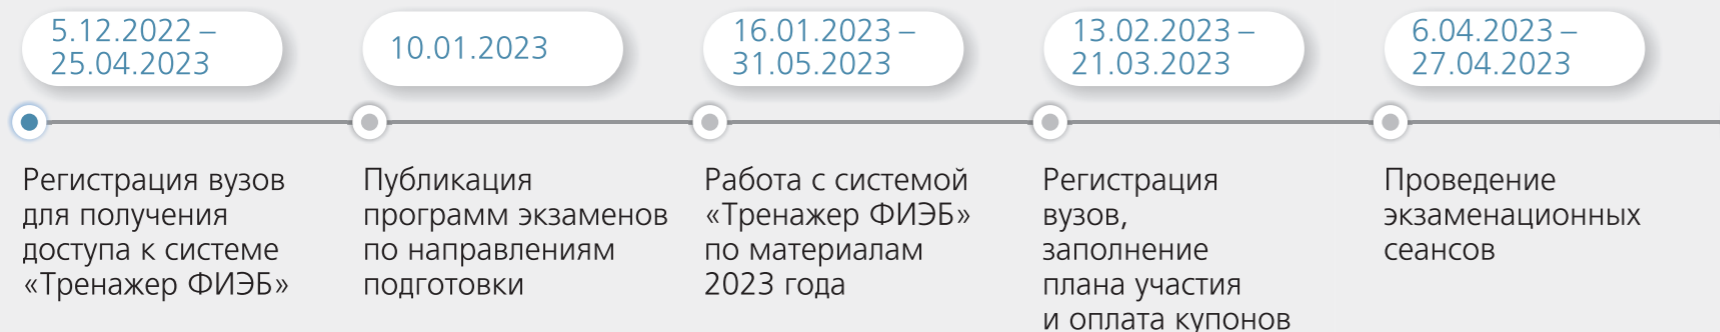 5.12.2022 –
25.04.2023
10.01.2023
16.01.2023 –
31.05.2023
13.02.2023 –
21.03.2023
6.04.2023 –
27.04.2023
Регистрация вузов
для получения
доступа к системе
«Тренажер ФИЭБ»
Публикация
программ экзаменов
по направлениям
подготовки
Работа с системой
«Тренажер ФИЭБ»
по материалам
2023 года
Регистрация
вузов,
заполнение
плана участия
и оплата купонов
Проведение
экзаменационных
сеансов